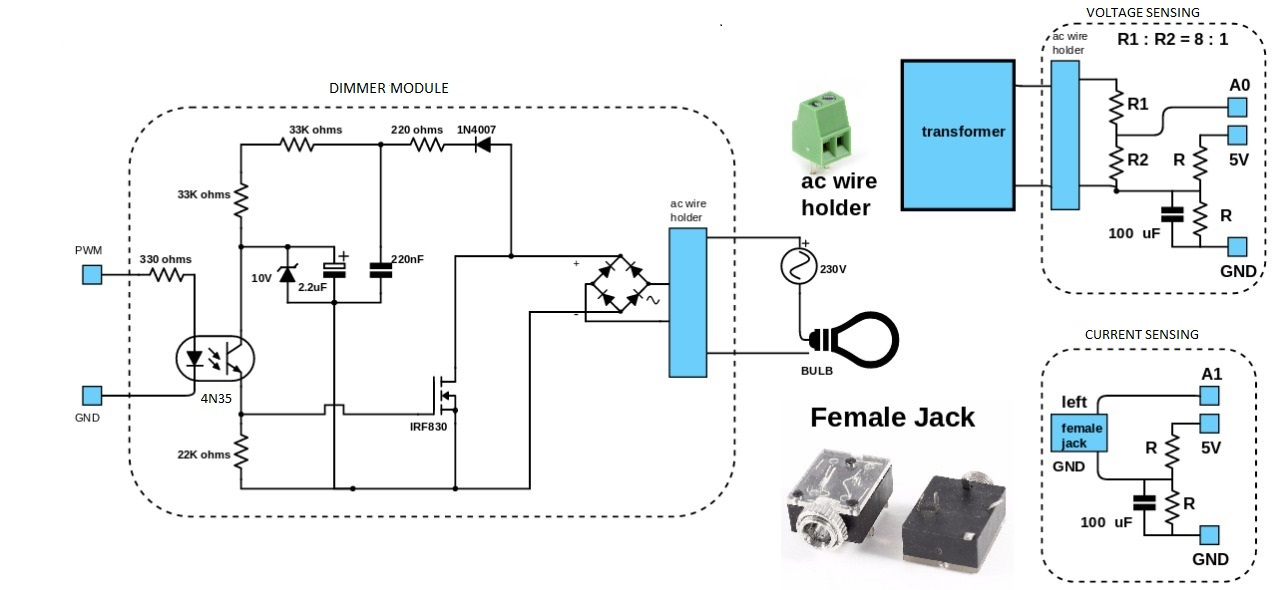 DIMMER MODULE
33K ohms
220 ohms
1N4007
33K ohms
PWM
330 ohms
10V
2.2uF
+
220nF
4N35
GND
22K ohms
IRF830
+
-
ac wire
holder
+
230V
BULB
ac wire
holder
transformer
VOLTAGE SENSING
ac wire
holder
R1 : R2 = 8 : 1
A0
R1
5V
R2
R
R
100 uF
GND
Female Jack
CURRENT SENSING
A1
left
female
jack
R
5V
GND
R
100 uF
GND